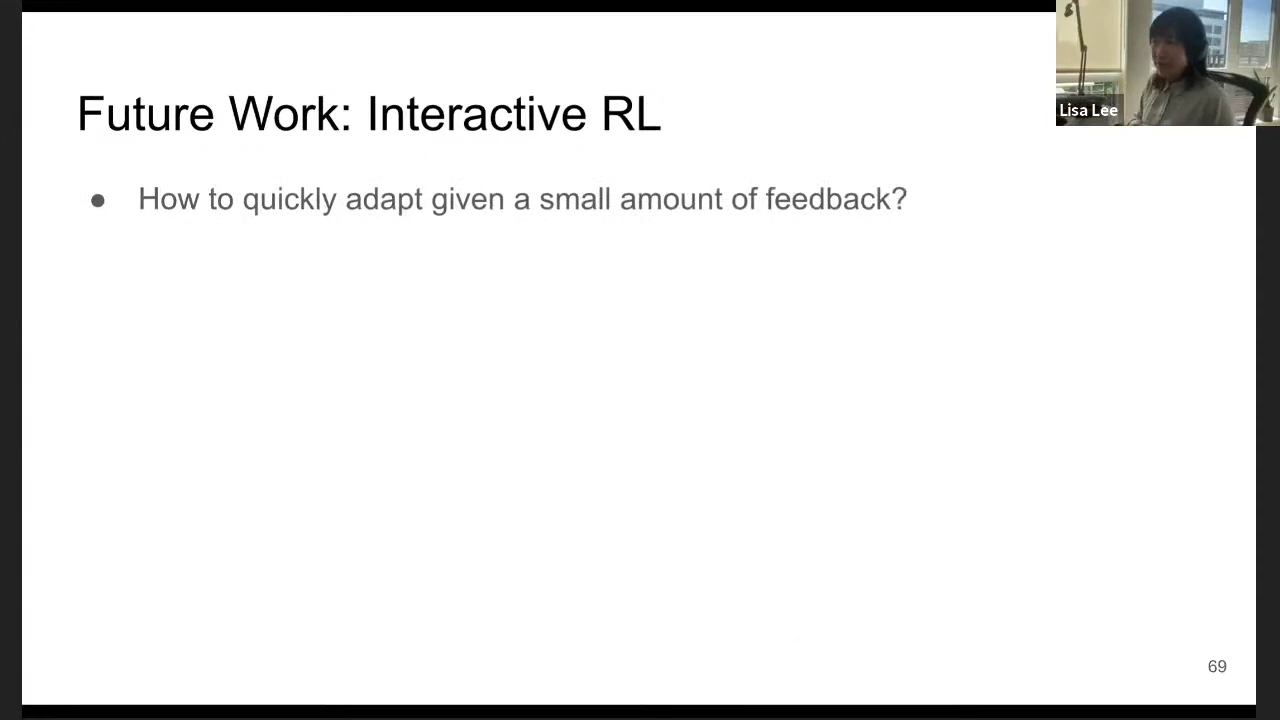 Future Work: Interactive RL
Lisa Lee
● How to quickly adapt given a small amount of feedback?
69